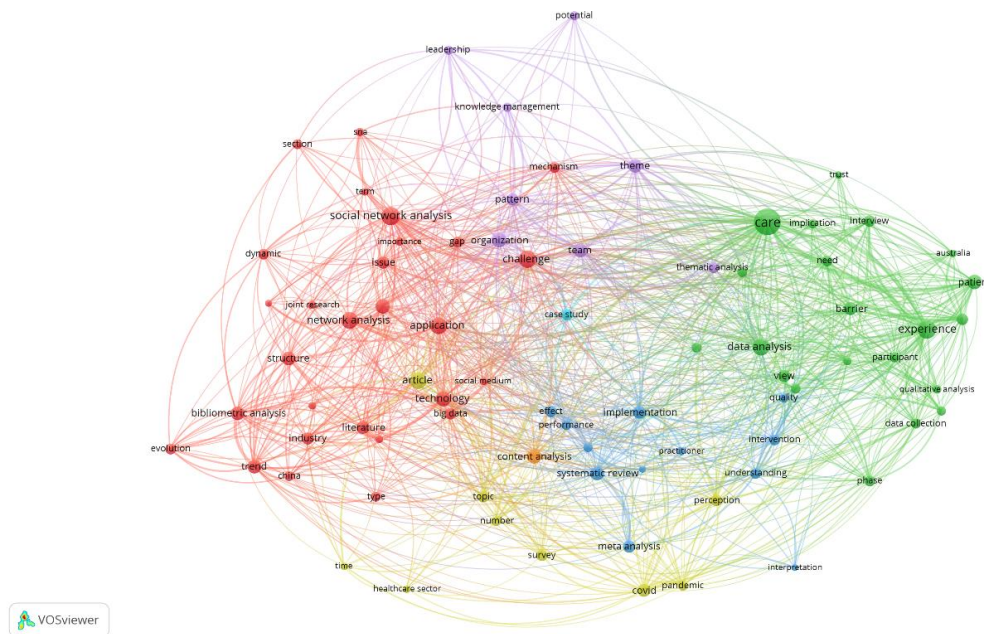 potential
leadership
knowledge management
sna
section
mechanism
theme
trust
term
pattern
social network analysis
care
implication
interview
importance
gap
organization
team
dynamic
issue
challenge
need
australia
thematic analysis
patien
joint research
case study
barrier
network analysis
application
experience
data analysis
structure
participant
article
social medium
view
qualitative analysis
technology
quality
bibliometric analysis
big data
effect
implementation
performance
data collection
literature
industry
intervention
evolution
content analysis
practitioner
trend
systematic review
understanding
china
phase
type
topic
perception
number
meta analysis
survey
time
interpretation
healthcare sector
covid
pandemic
VOSviewer